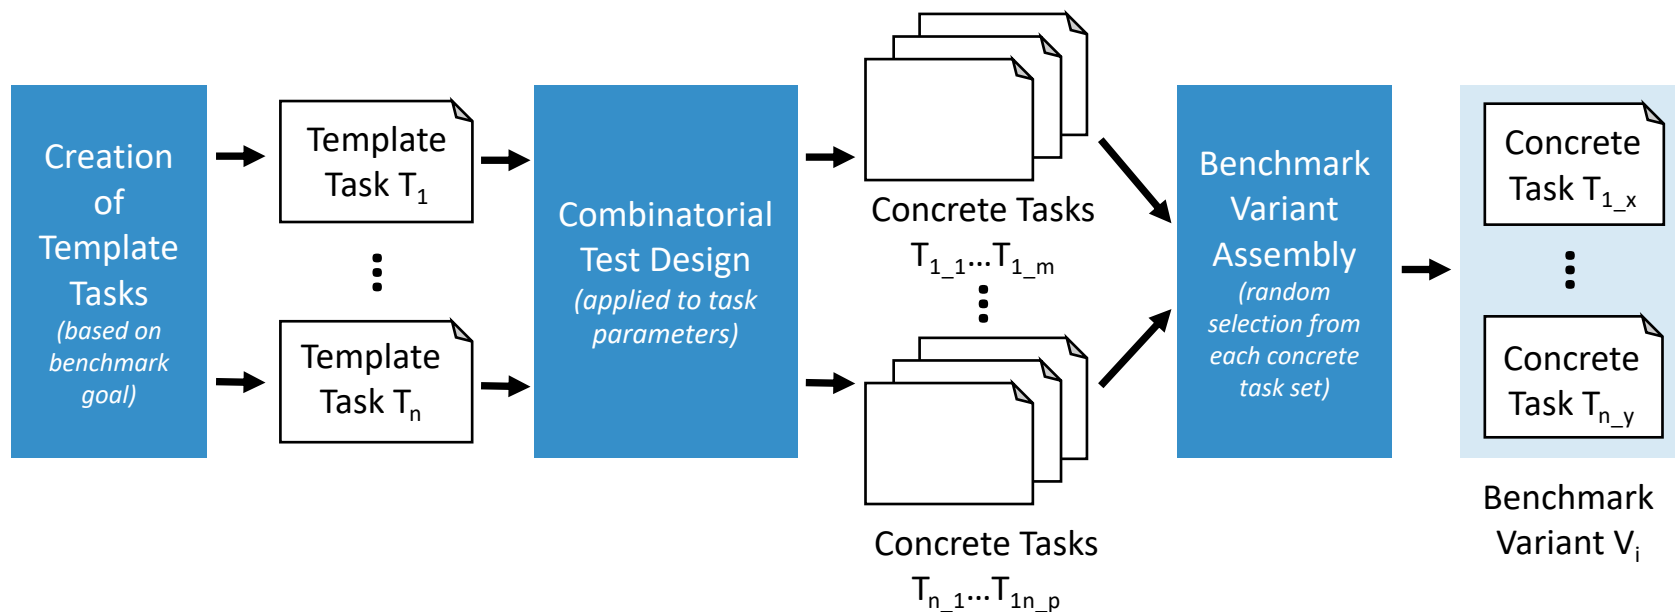 Creation
of
Template
Tasks
(based on
benchmark
goal)
Template
Task T1
Template
Task Tn
Combinatorial
Test Design
(applied to task
parameters)
Concrete Tasks
T1_1...T1_m
Concrete Tasks
Tn_1...T1n_p
Benchmark
Variant
Assembly
(random
selection from
each concrete
task set)
Concrete
Task T1_x
Concrete
Task Tn_y
Benchmark
Variant Vi